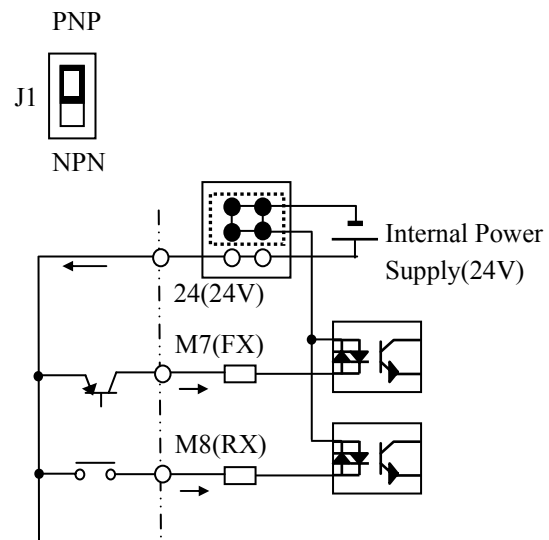 PNP
J1
NPN
Internal Power
Supply(24V)
24(24V)
M7(FX)
M8(RX)